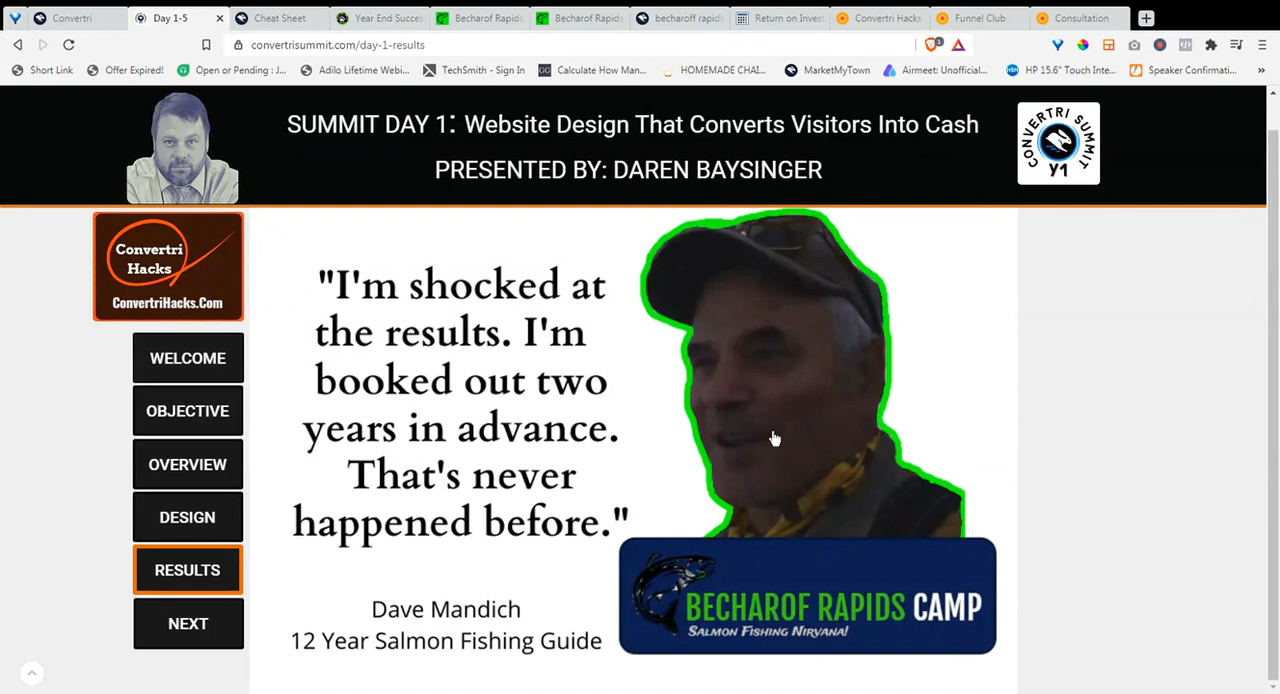 Convertri
Day 1-5
Cheat Sheet
Year End Succes
Becharof Rapids
Becharof Rapids
becharoff rapids
Return on Invest
Convertri Hacks
Funnel Club
Consultation
convertrisummit.com/day-1-results
1
Short Link
Offer Expired!
Open or Pending : J...
Adilo Lifetime Webi...
TechSmith - Sign In
Calculate How Man...
HOMEMADE CHAI...
MarketMyTown
Airmeet: Unofficial...
HP 15.6" Touch Inte...
Speaker Confirmati...
SUMMIT DAY 1: Website Design That Converts Visitors Into Cash
PRESENTED BY: DAREN BAYSINGER
CONVERTRI SUMMIT
Y1
Convertri
Hacks
ConvertriHacks.Com
WELCOME
OBJECTIVE
OVERVIEW
DESIGN
RESULTS
NEXT
"I'm shocked at
the results. I'm
booked out two
years in advance.
That's never
happened before."
Dave Mandich
12 Year Salmon Fishing Guide
BECHAROF RAPIDS CAMP
SALMON FISHING NIRVANA!